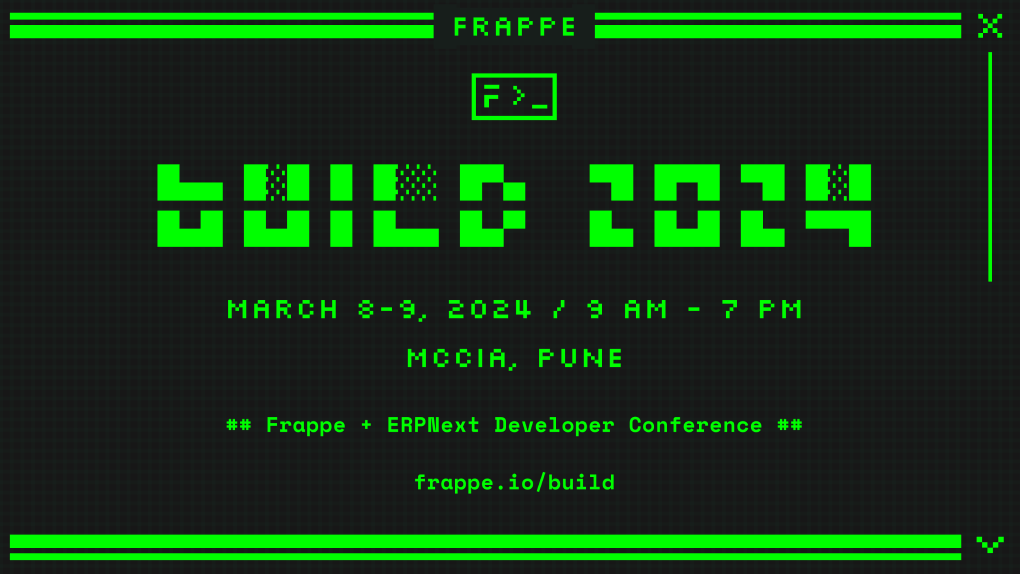 FRAPPE
F>_
BUILD 2024
MARCH 8-9, 2024 / 9 AM - 7 PM
MCCIA, PUNE
## Frappe + ERPNext Developer Conference ##
frappe.io/build